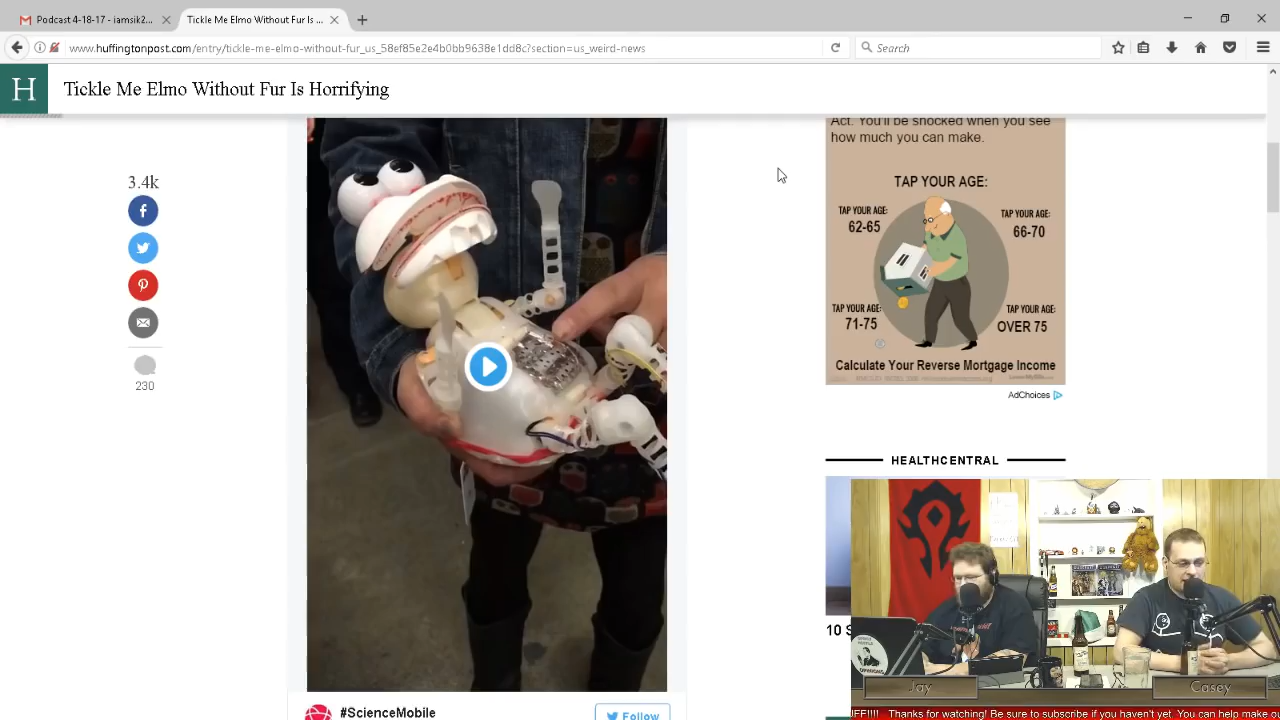 Podcast 4-18-17 - iamsik2...
Tickle Me Elmo Without Fur Is ...
www.huffingtonpost.com/entry/tickle-me-elmo-without-fur_us_58ef85e2e4b0bb9638e1dd8c?section=us_weird-news
Search
H
Tickle Me Elmo Without Fur Is Horrifying
3.4k
230
Act. You'll be shocked when you see
how much you can make.
TAP YOUR AGE:
TAP YOUR AGE:
62-65
TAP YOUR AGE:
66-70
TAP YOUR AGE:
71-75
TAP YOUR AGE:
OVER 75
Calculate Your Reverse Mortgage Income
AdChoices
HEALTHCENTRAL
10 S
OPINIONS
Jay
Casey
#ScienceMobile
Follow
UFF!!!! Thanks for watching! Be sure to subscribe if you haven't yet. You can help make ou